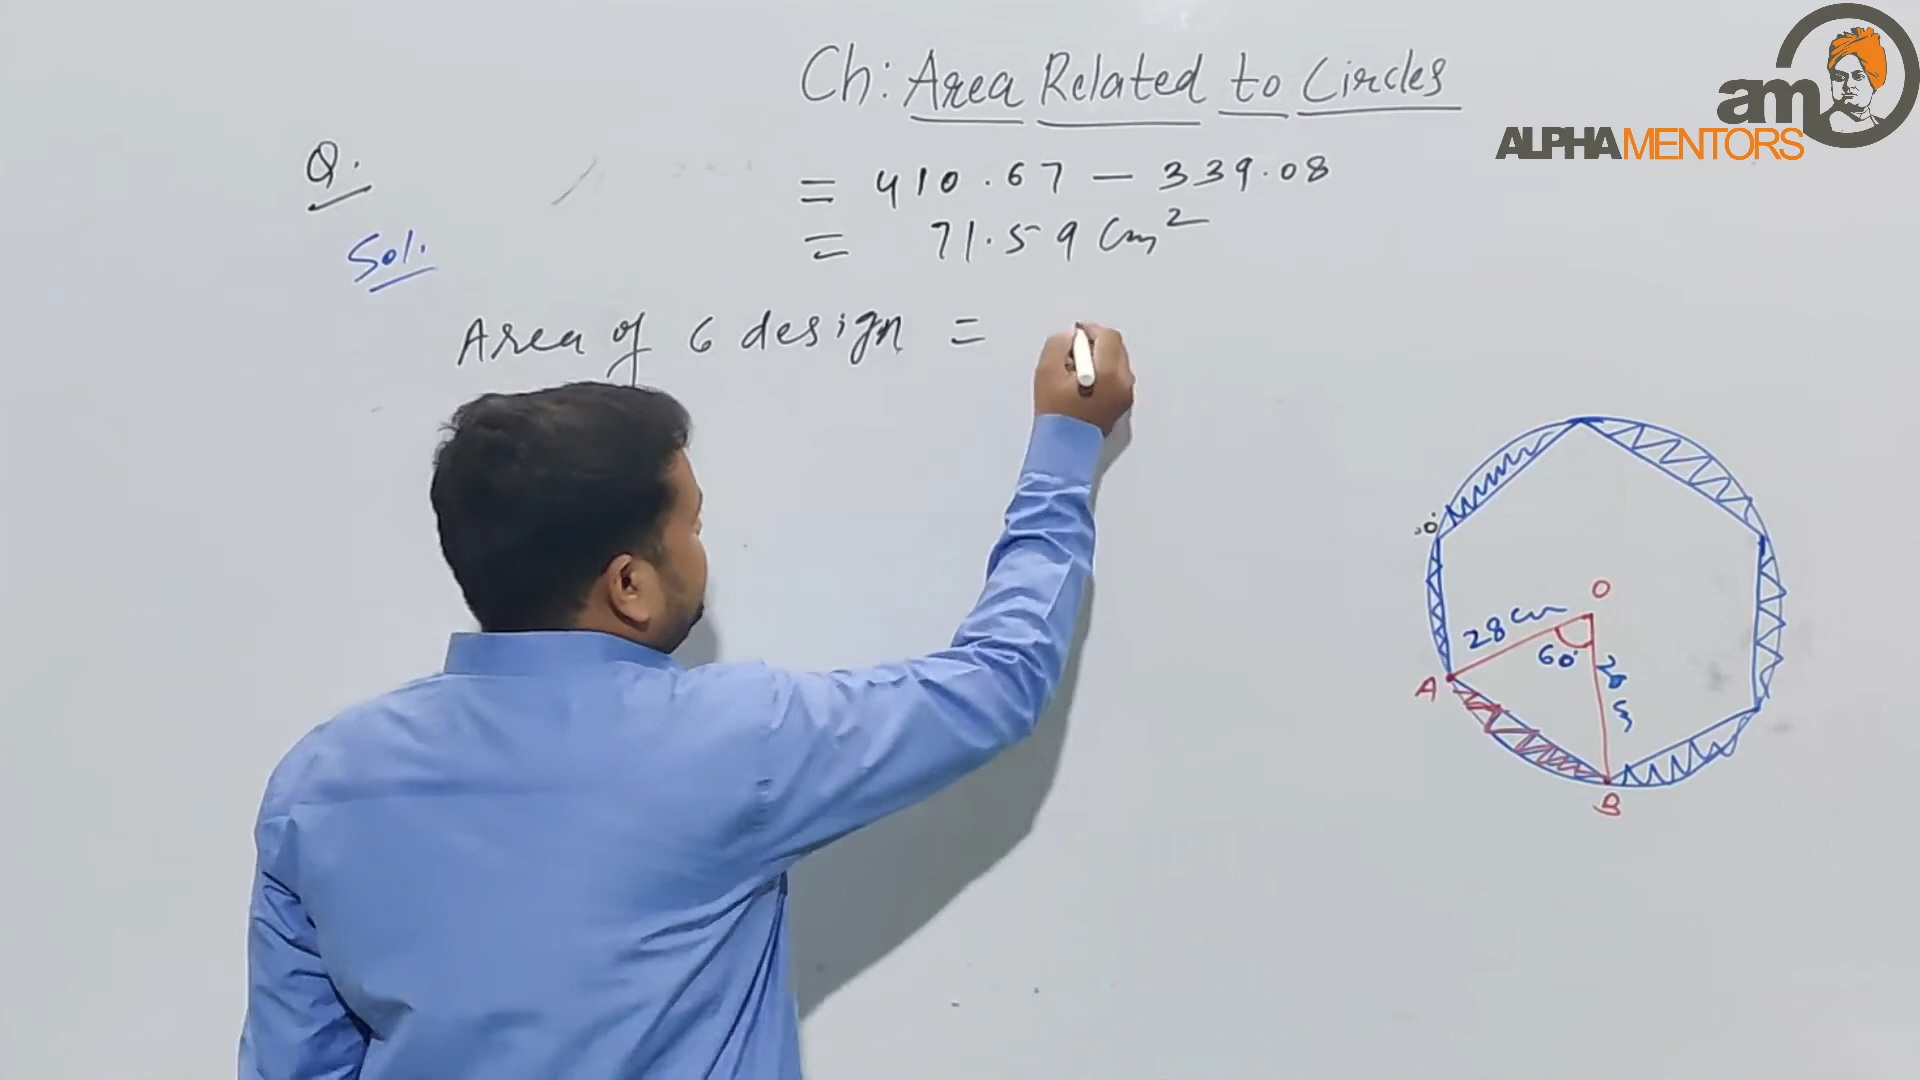 Ch: Area Related to Circles
am
ALPHAMENTORS
Q.
= 410.67 — 339.08
Sol.
= 71.59 Cm²
Area of 6 design =
O
28 cm
60°
A
B